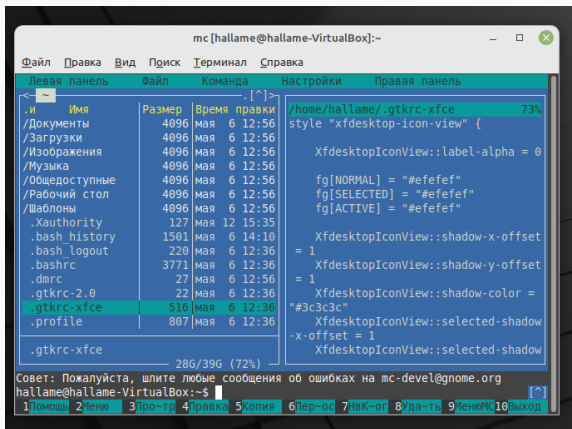 mc [hallame@hallame-VirtualBox]:~
Файл Правка Вид Поиск Терминал Справка
Левая панель Файл Команда Настройки Правая панель
<— ~ .[^]>
.и Имя Размер Время правки
/Документы 4096 мая 6 12:56
/Загрузки 4096 мая 6 12:56
/Изображения 4096 мая 6 12:56
/Музыка 4096 мая 6 12:56
/Общедоступные 4096 мая 6 12:56
/Рабочий стол 4096 мая 6 12:56
/Шаблоны 4096 мая 6 12:56
.Xauthority 127 мая 12 15:35
.bash_history 1501 мая 6 14:10
.bash_logout 220 мая 6 12:36
.bashrc 3771 мая 6 12:36
.dmrc 27 мая 6 12:56
.gtkrc-2.0 22 мая 6 12:36
.gtkrc-xfce 516 мая 6 12:36
.profile 807 мая 6 12:36
.gtkrc-xfce
28G/39G (72%)
/home/hallame/.gtkrc-xfce 73%
style "xfdesktop-icon-view" {
XfdesktopIconView::label-alpha = 0
fg[NORMAL] = "#efefef"
fg[SELECTED] = "#efefef"
fg[ACTIVE] = "#efefef"
XfdesktopIconView::shadow-x-offset
= 1
XfdesktopIconView::shadow-y-offset
= 1
XfdesktopIconView::shadow-color =
"#3c3c3c"
XfdesktopIconView::selected-shadow
-x-offset = 1
XfdesktopIconView::selected-shadow
Совет: Пожалуйста, шлите любые сообщения об ошибках на mc-devel@gnome.org
hallame@hallame-VirtualBox:~$ [^]
1Помощь 2Меню 3Про~тр 4Правка 5Копия 6Пер~ос 7НвК~ог 8Уда~ть 9МенюМС 10Выход